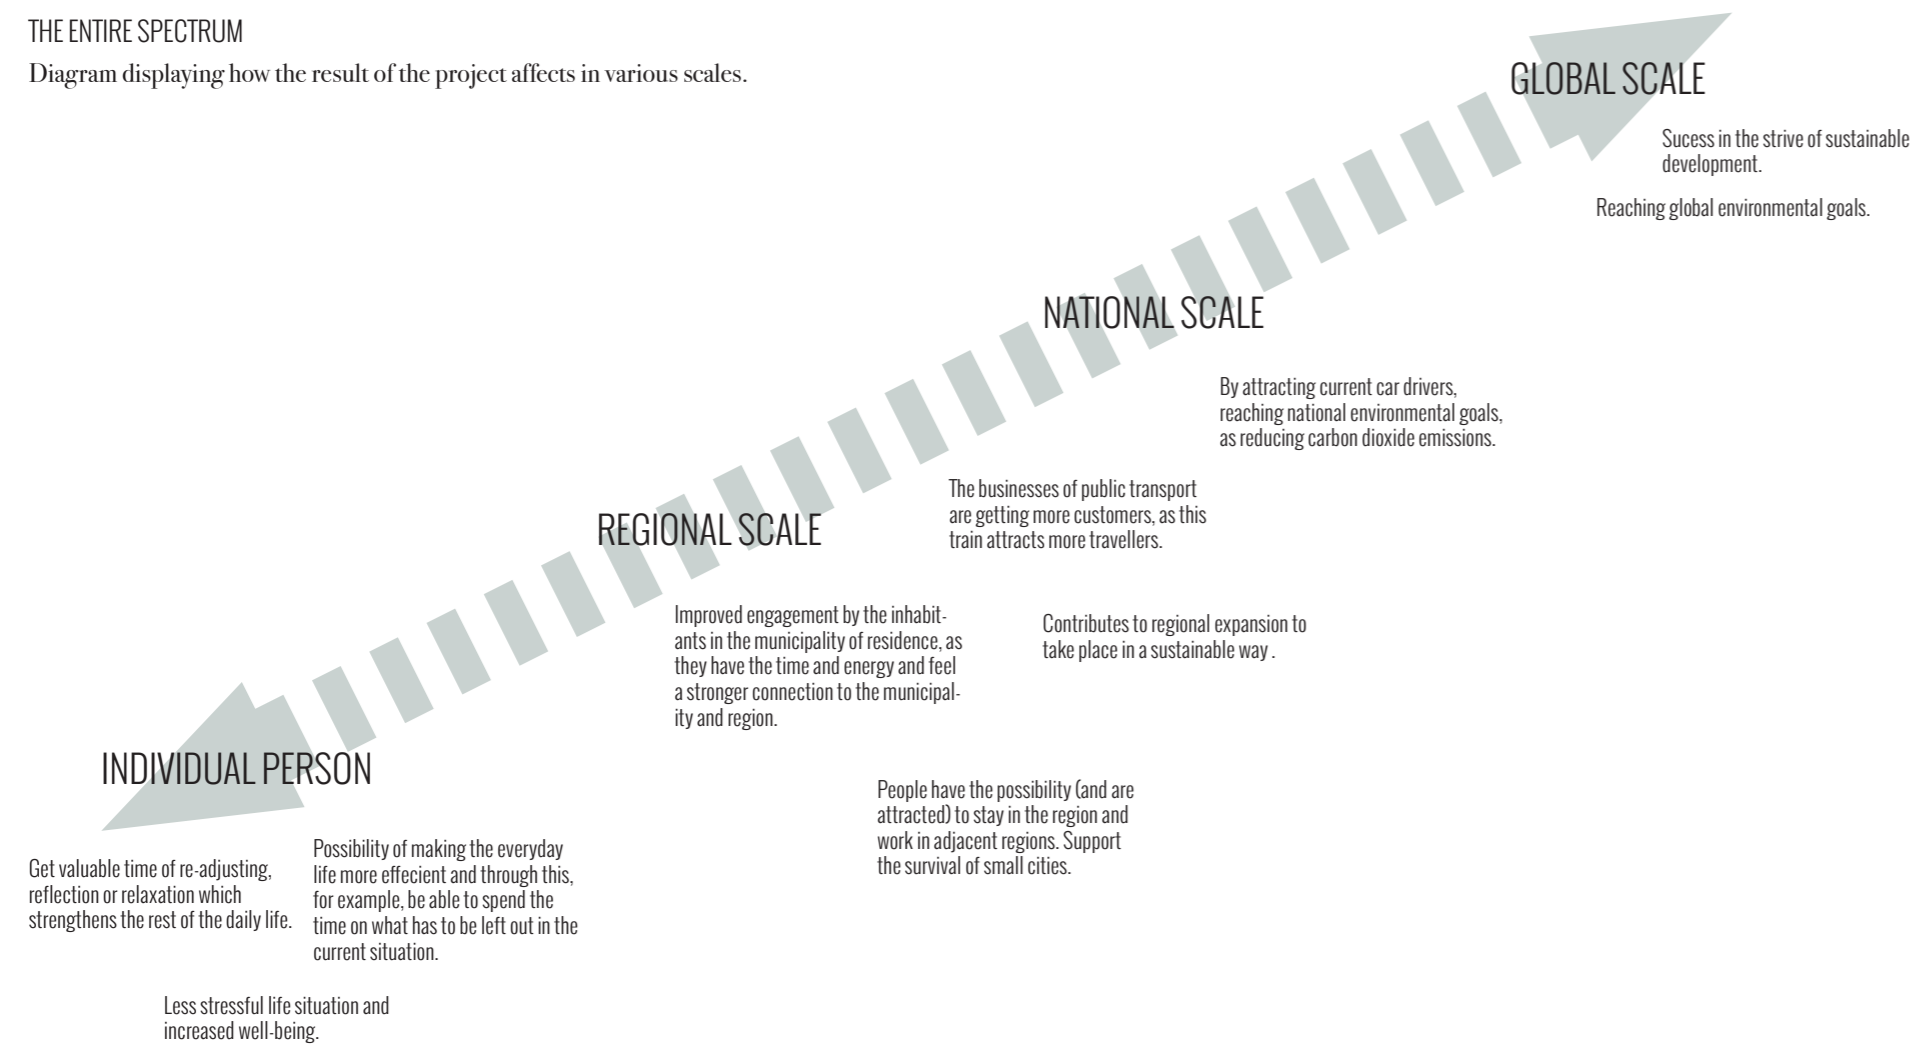 THE ENTIRE SPECTRUM
Diagram displaying how the result of the project affects in various scales.
GLOBAL SCALE
Sucess in the strive of sustainable
development.
Reaching global environmental goals.
NATIONAL SCALE
By attracting current car drivers,
reaching national environmental goals,
as reducing carbon dioxide emissions.
The businesses of public transport
are getting more customers, as this
train attracts more travellers.
REGIONAL SCALE
Improved engagement by the inhabit-
ants in the municipality of residence, as
they have the time and energy and feel
a stronger connection to the municipal-
ity and region.
Contributes to regional expansion to
take place in a sustainable way .
People have the possibility (and are
attracted) to stay in the region and
work in adjacent regions. Support
the survival of small cities.
INDIVIDUAL PERSON
Get valuable time of re-adjusting,
reflection or relaxation which
strengthens the rest of the daily life.
Possibility of making the everyday
life more effecient and through this,
for example, be able to spend the
time on what has to be left out in the
current situation.
Less stressful life situation and
increased well-being.